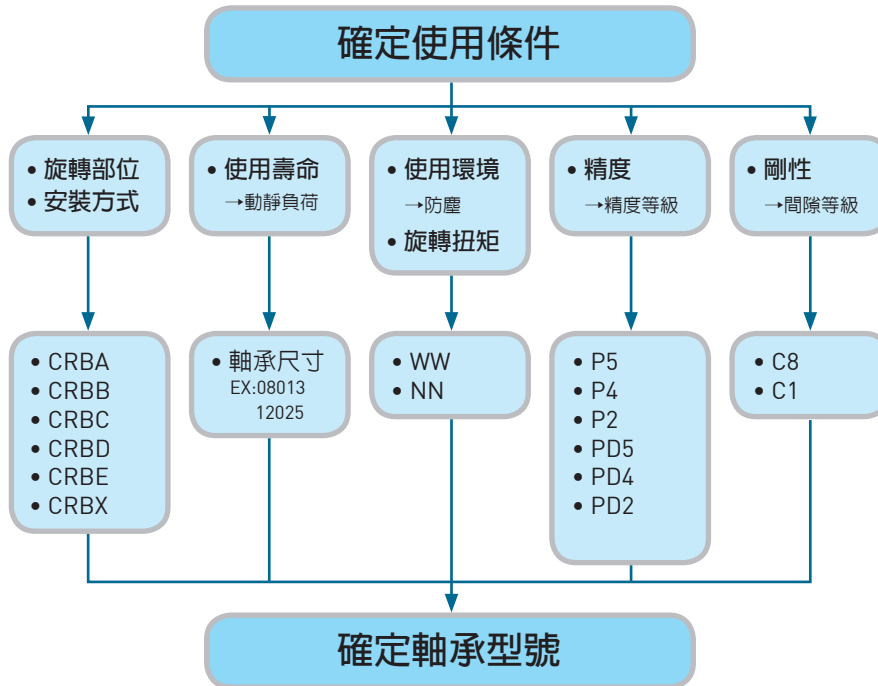 確定使用條件
• 旋轉部位
• 安裝方式
• 使用壽命
→動靜負荷
• 使用環境
→防塵
• 旋轉扭矩
• 精度
→精度等級
• 剛性
→間隙等級
• CRBA
• CRBB
• CRBC
• CRBD
• CRBE
• CRBX
• 軸承尺寸
EX:08013
12025
• WW
• NN
• P5
• P4
• P2
• PD5
• PD4
• PD2
• C8
• C1
確定軸承型號